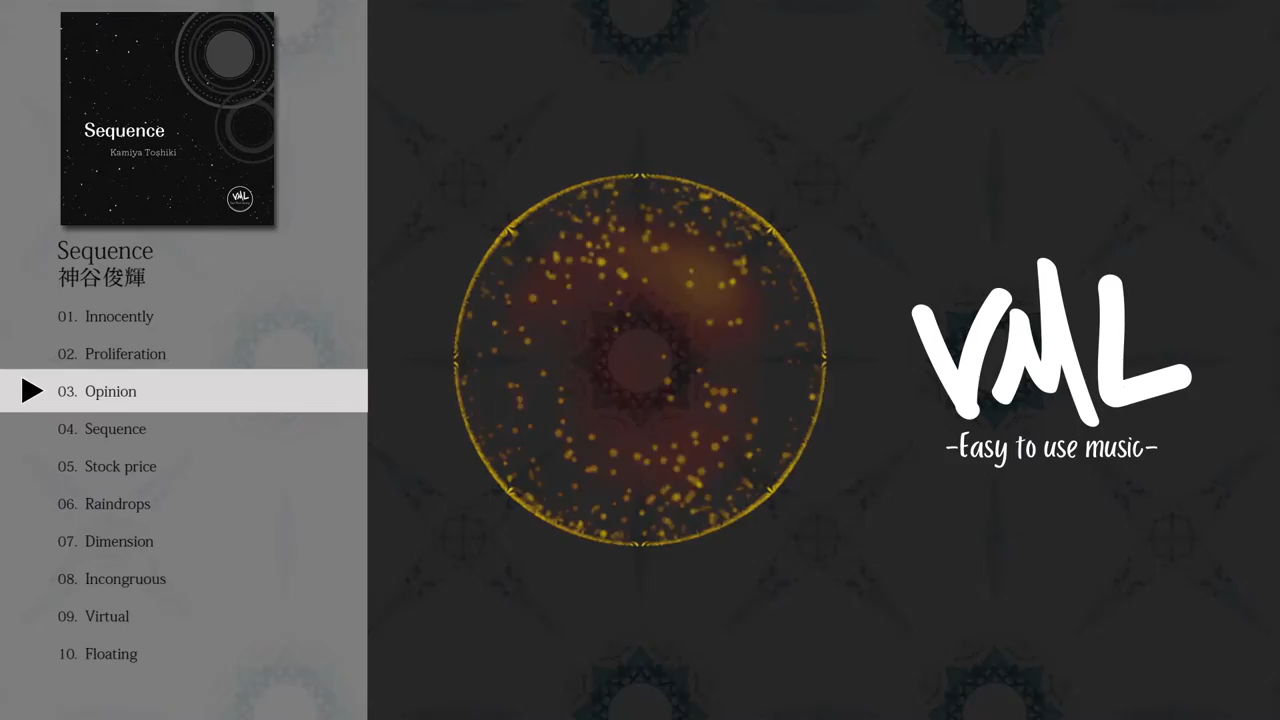 Sequence
Kamiya Toshiki
VML
Sequence
神谷俊輝
01. Innocently
02. Proliferation
03. Opinion
04. Sequence
05. Stock price
06. Raindrops
07. Dimension
08. Incongruous
09. Virtual
10. Floating
VML
-Easy to use music-